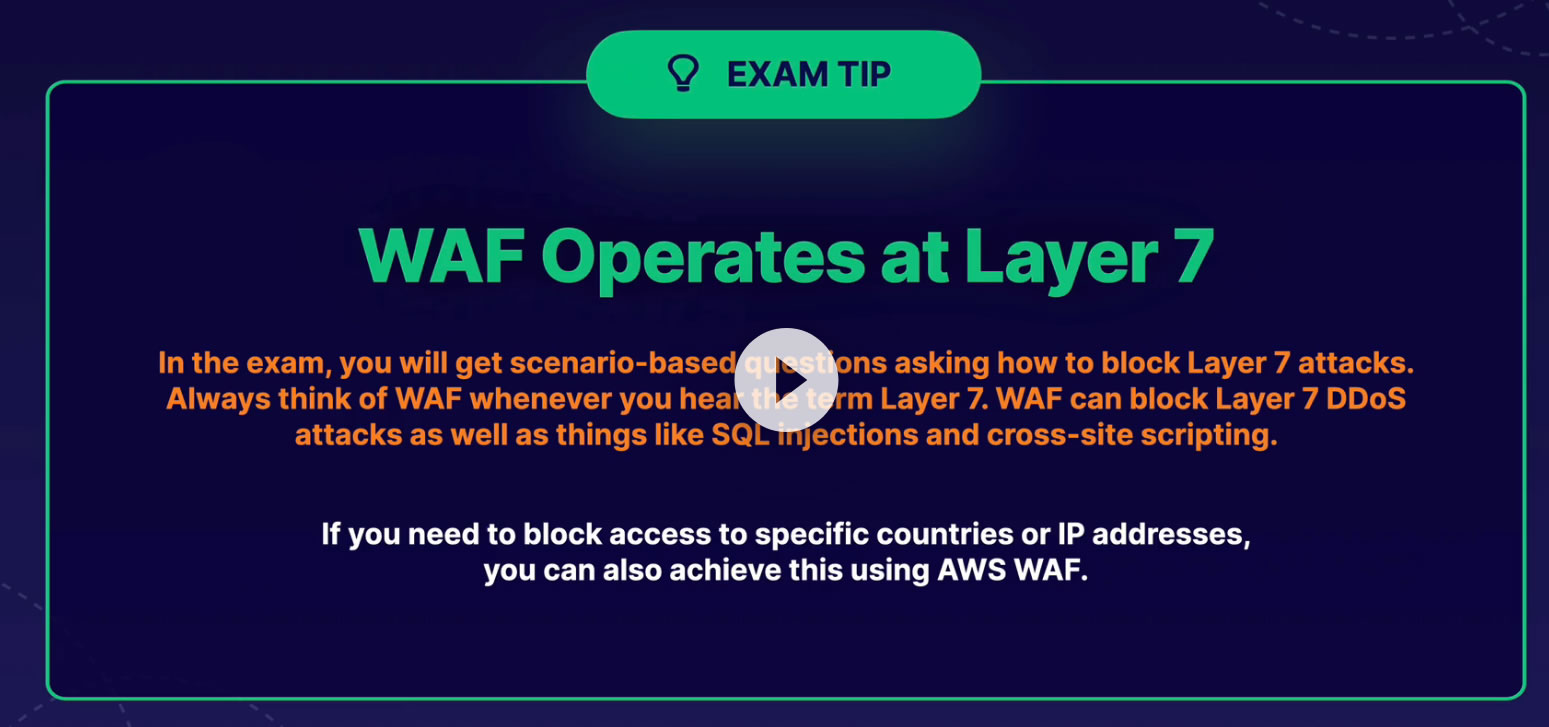 EXAM TIP
WAF Operates at Layer 7
In the exam, you will get scenario-based questions asking how to block Layer 7 attacks.
Always think of WAF whenever you hear the term Layer 7. WAF can block Layer 7 DDoS
attacks as well as things like SQL injections and cross-site scripting.
If you need to block access to specific countries or IP addresses,
you can also achieve this using AWS WAF.